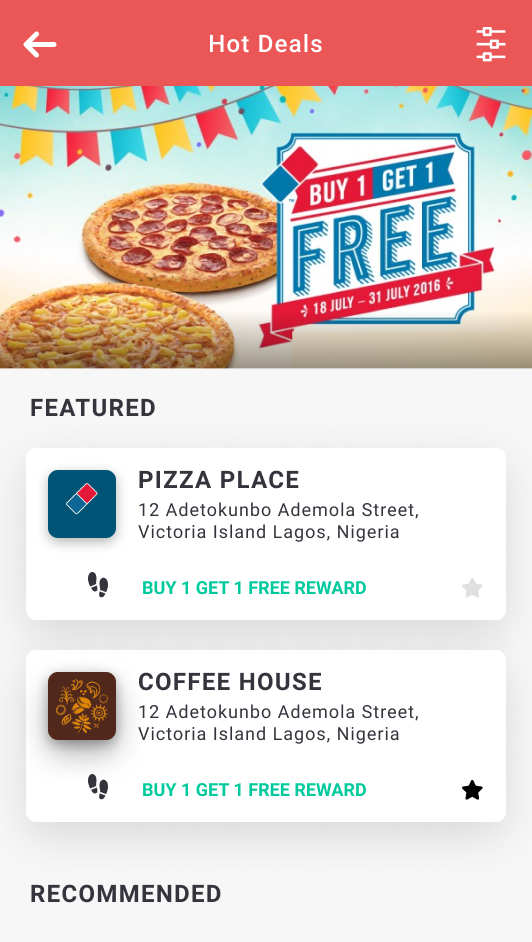 Hot Deals
BUY 1 GET 1
FREE
18 JULY – 31 JULY 2016
FEATURED
PIZZA PLACE
12 Adetokunbo Ademola Street,
Victoria Island Lagos, Nigeria
BUY 1 GET 1 FREE REWARD
COFFEE HOUSE
12 Adetokunbo Ademola Street,
Victoria Island Lagos, Nigeria
BUY 1 GET 1 FREE REWARD
RECOMMENDED